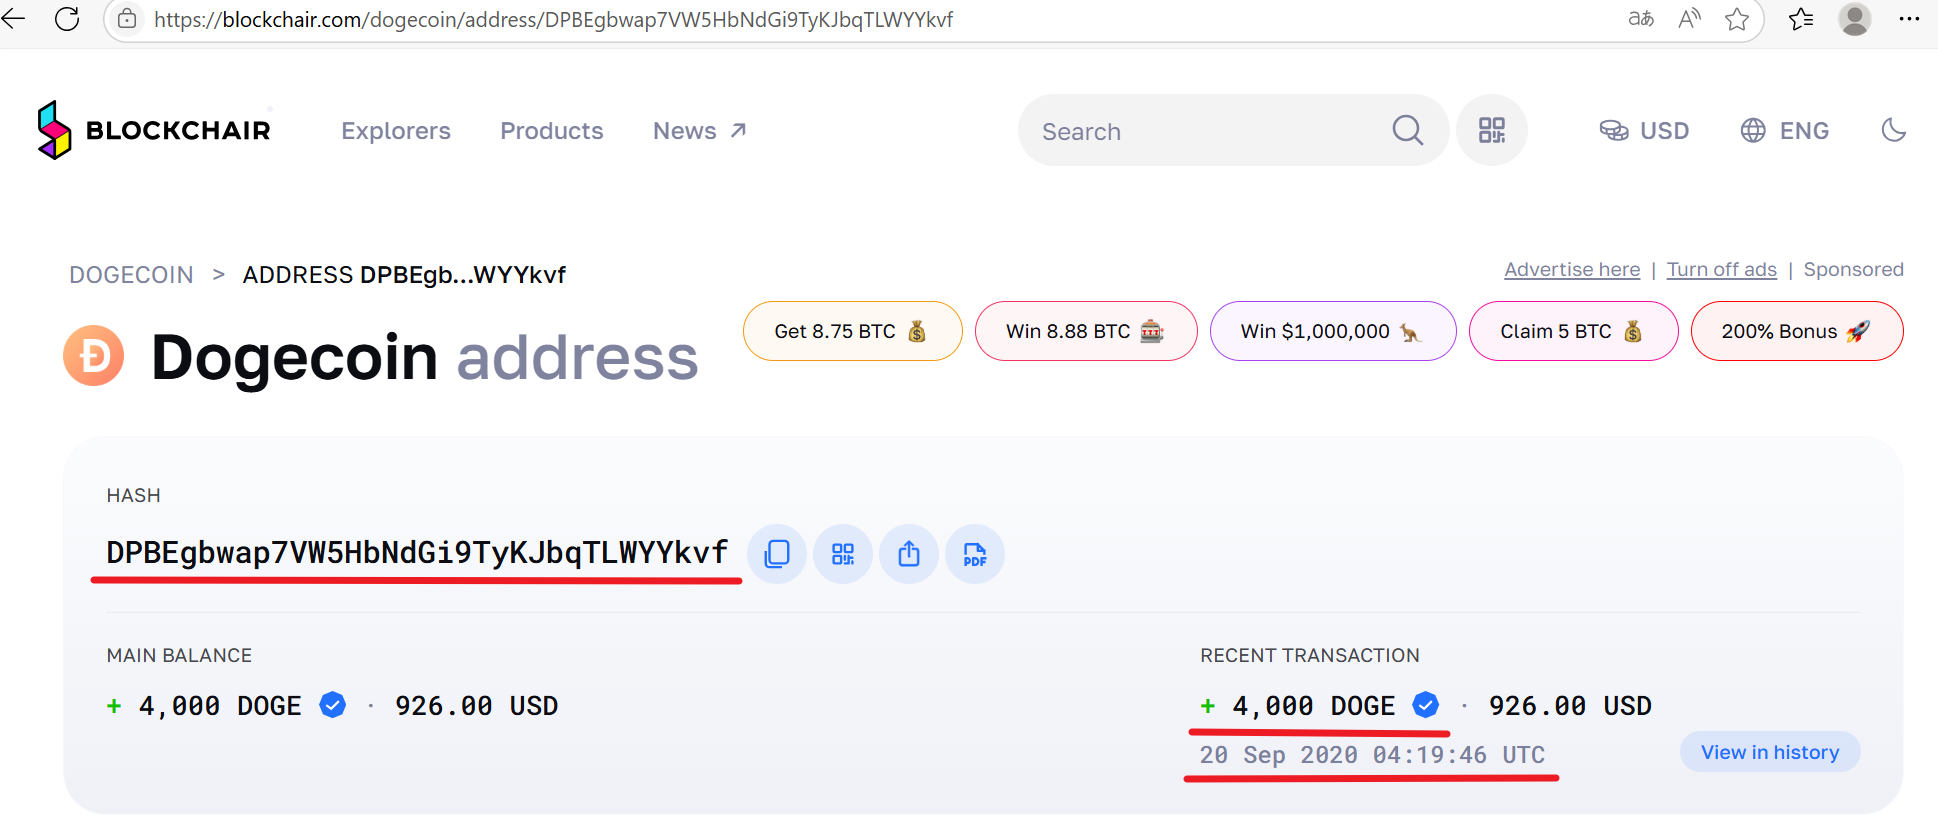 https://blockchair.com/dogecoin/address/DPBEgbwap7VW5HbNdGi9TyKJbqTLWYYkvf
BLOCKCHAIR Explorers Products News ↗ Search USD ENG
DOGECOIN > ADDRESS DPBEgb...WYYkvf
Advertise here | Turn off ads | Sponsored
Dogecoin address
Get 8.75 BTC 💰 Win 8.88 BTC 🎰 Win $1,000,000 🦘 Claim 5 BTC 💰 200% Bonus 🚀
HASH
DPBEgbwap7VW5HbNdGi9TyKJbqTLWYYkvf
PDF
MAIN BALANCE
+ 4,000 DOGE · 926.00 USD
RECENT TRANSACTION
+ 4,000 DOGE · 926.00 USD
20 Sep 2020 04:19:46 UTC
View in history